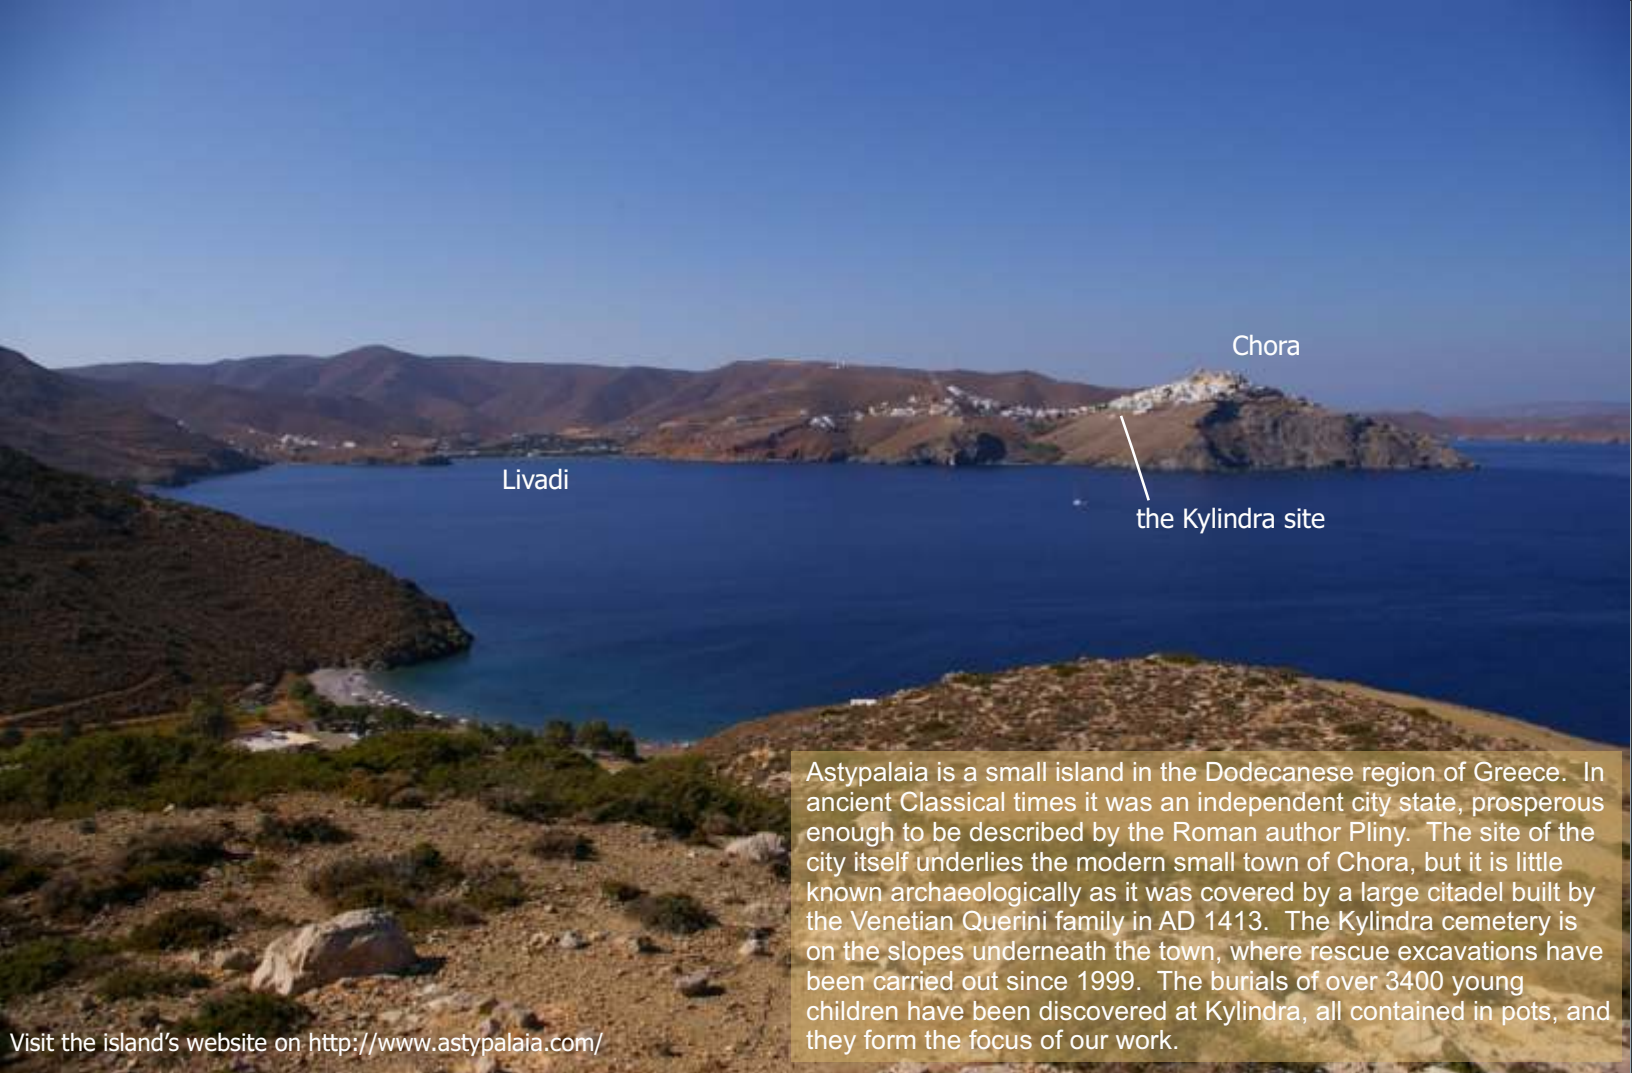 Chora
Livadi
the Kylindra site
Astypalaia is a small island in the Dodecanese region of Greece.  In
ancient Classical times it was an independent city state, prosperous
enough to be described by the Roman author Pliny.  The site of the
city itself underlies the modern small town of Chora, but it is little
known archaeologically as it was covered by a large citadel built by
the Venetian Querini family in AD 1413.  The Kylindra cemetery is
on the slopes underneath the town, where rescue excavations have
been carried out since 1999.  The burials of over 3400 young
children have been discovered at Kylindra, all contained in pots, and
they form the focus of our work.
Visit the island's website on http://www.astypalaia.com/